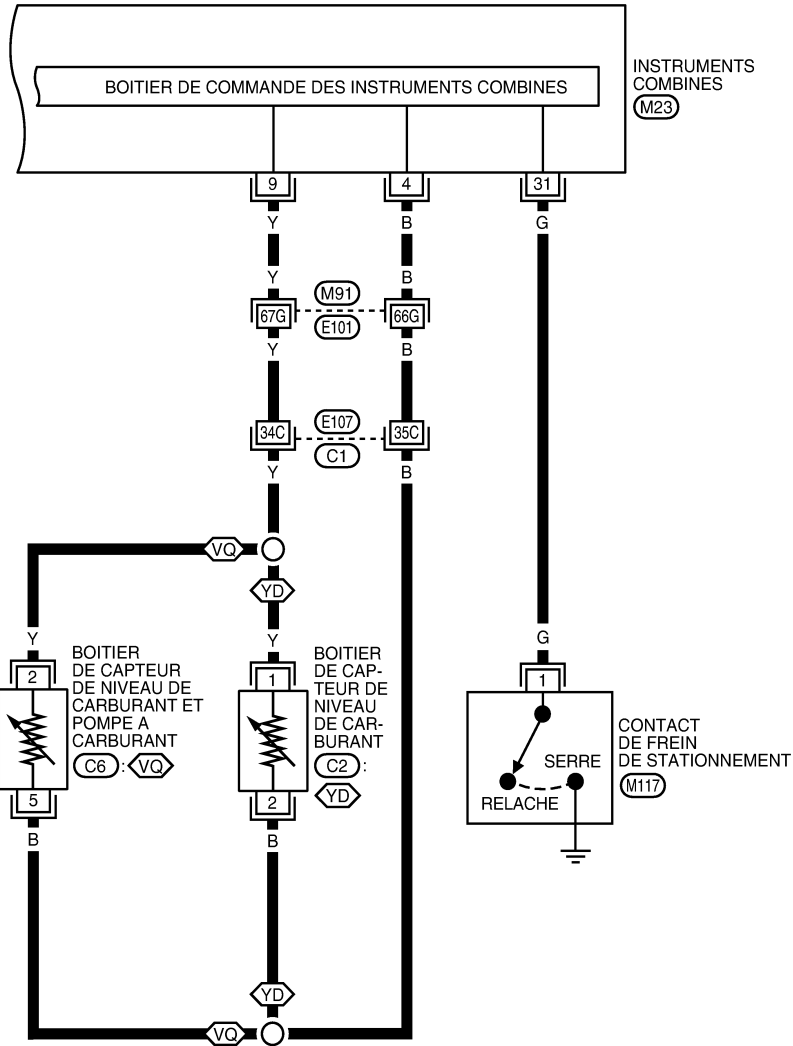 BOITIER DE COMMANDE DES INSTRUMENTS COMBINES
INSTRUMENTS
COMBINES
M23
9
4
31
Y
B
G
Y
B
M91
67G
66G
E101
Y
B
E107
34C
35C
C1
Y
B
VQ
YD
Y
Y
G
2
BOITIER
DE CAPTEUR
DE NIVEAU DE
CARBURANT ET
POMPE A
CARBURANT
C6 : VQ
5
B
1
BOITIER
DE CAP-
TEUR DE
NIVEAU
DE CAR-
BURANT
C2 :
YD
2
B
1
CONTACT
DE FREIN
DE STATIONNEMENT
M117
SERRE
RELACHE
YD
VQ